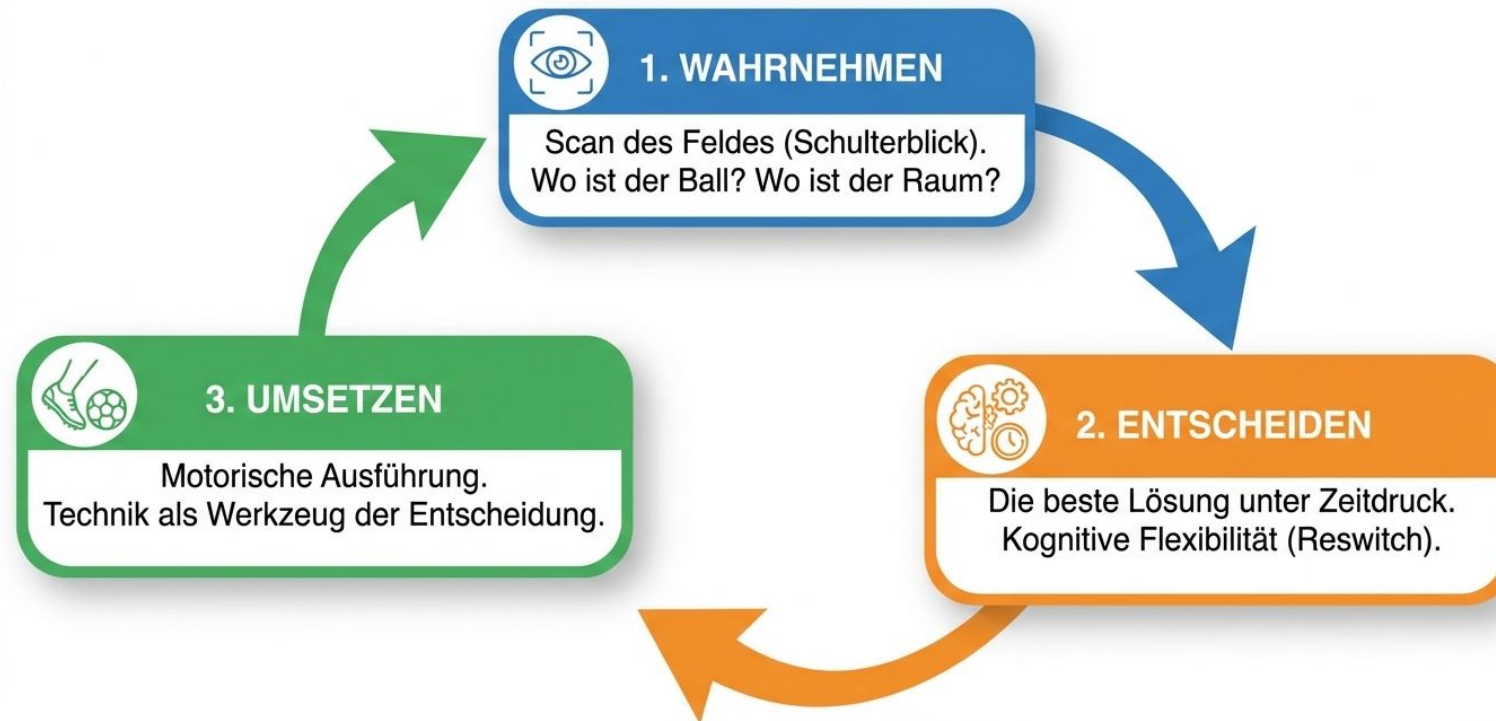 1. WAHRNEHMEN
Scan des Feldes (Schulterblick).
Wo ist der Ball? Wo ist der Raum?
2. ENTSCHEIDEN
Die beste Lösung unter Zeitdruck.
Kognitive Flexibilität (Reswitch).
3. UMSETZEN
Motorische Ausführung.
Technik als Werkzeug der Entscheidung.